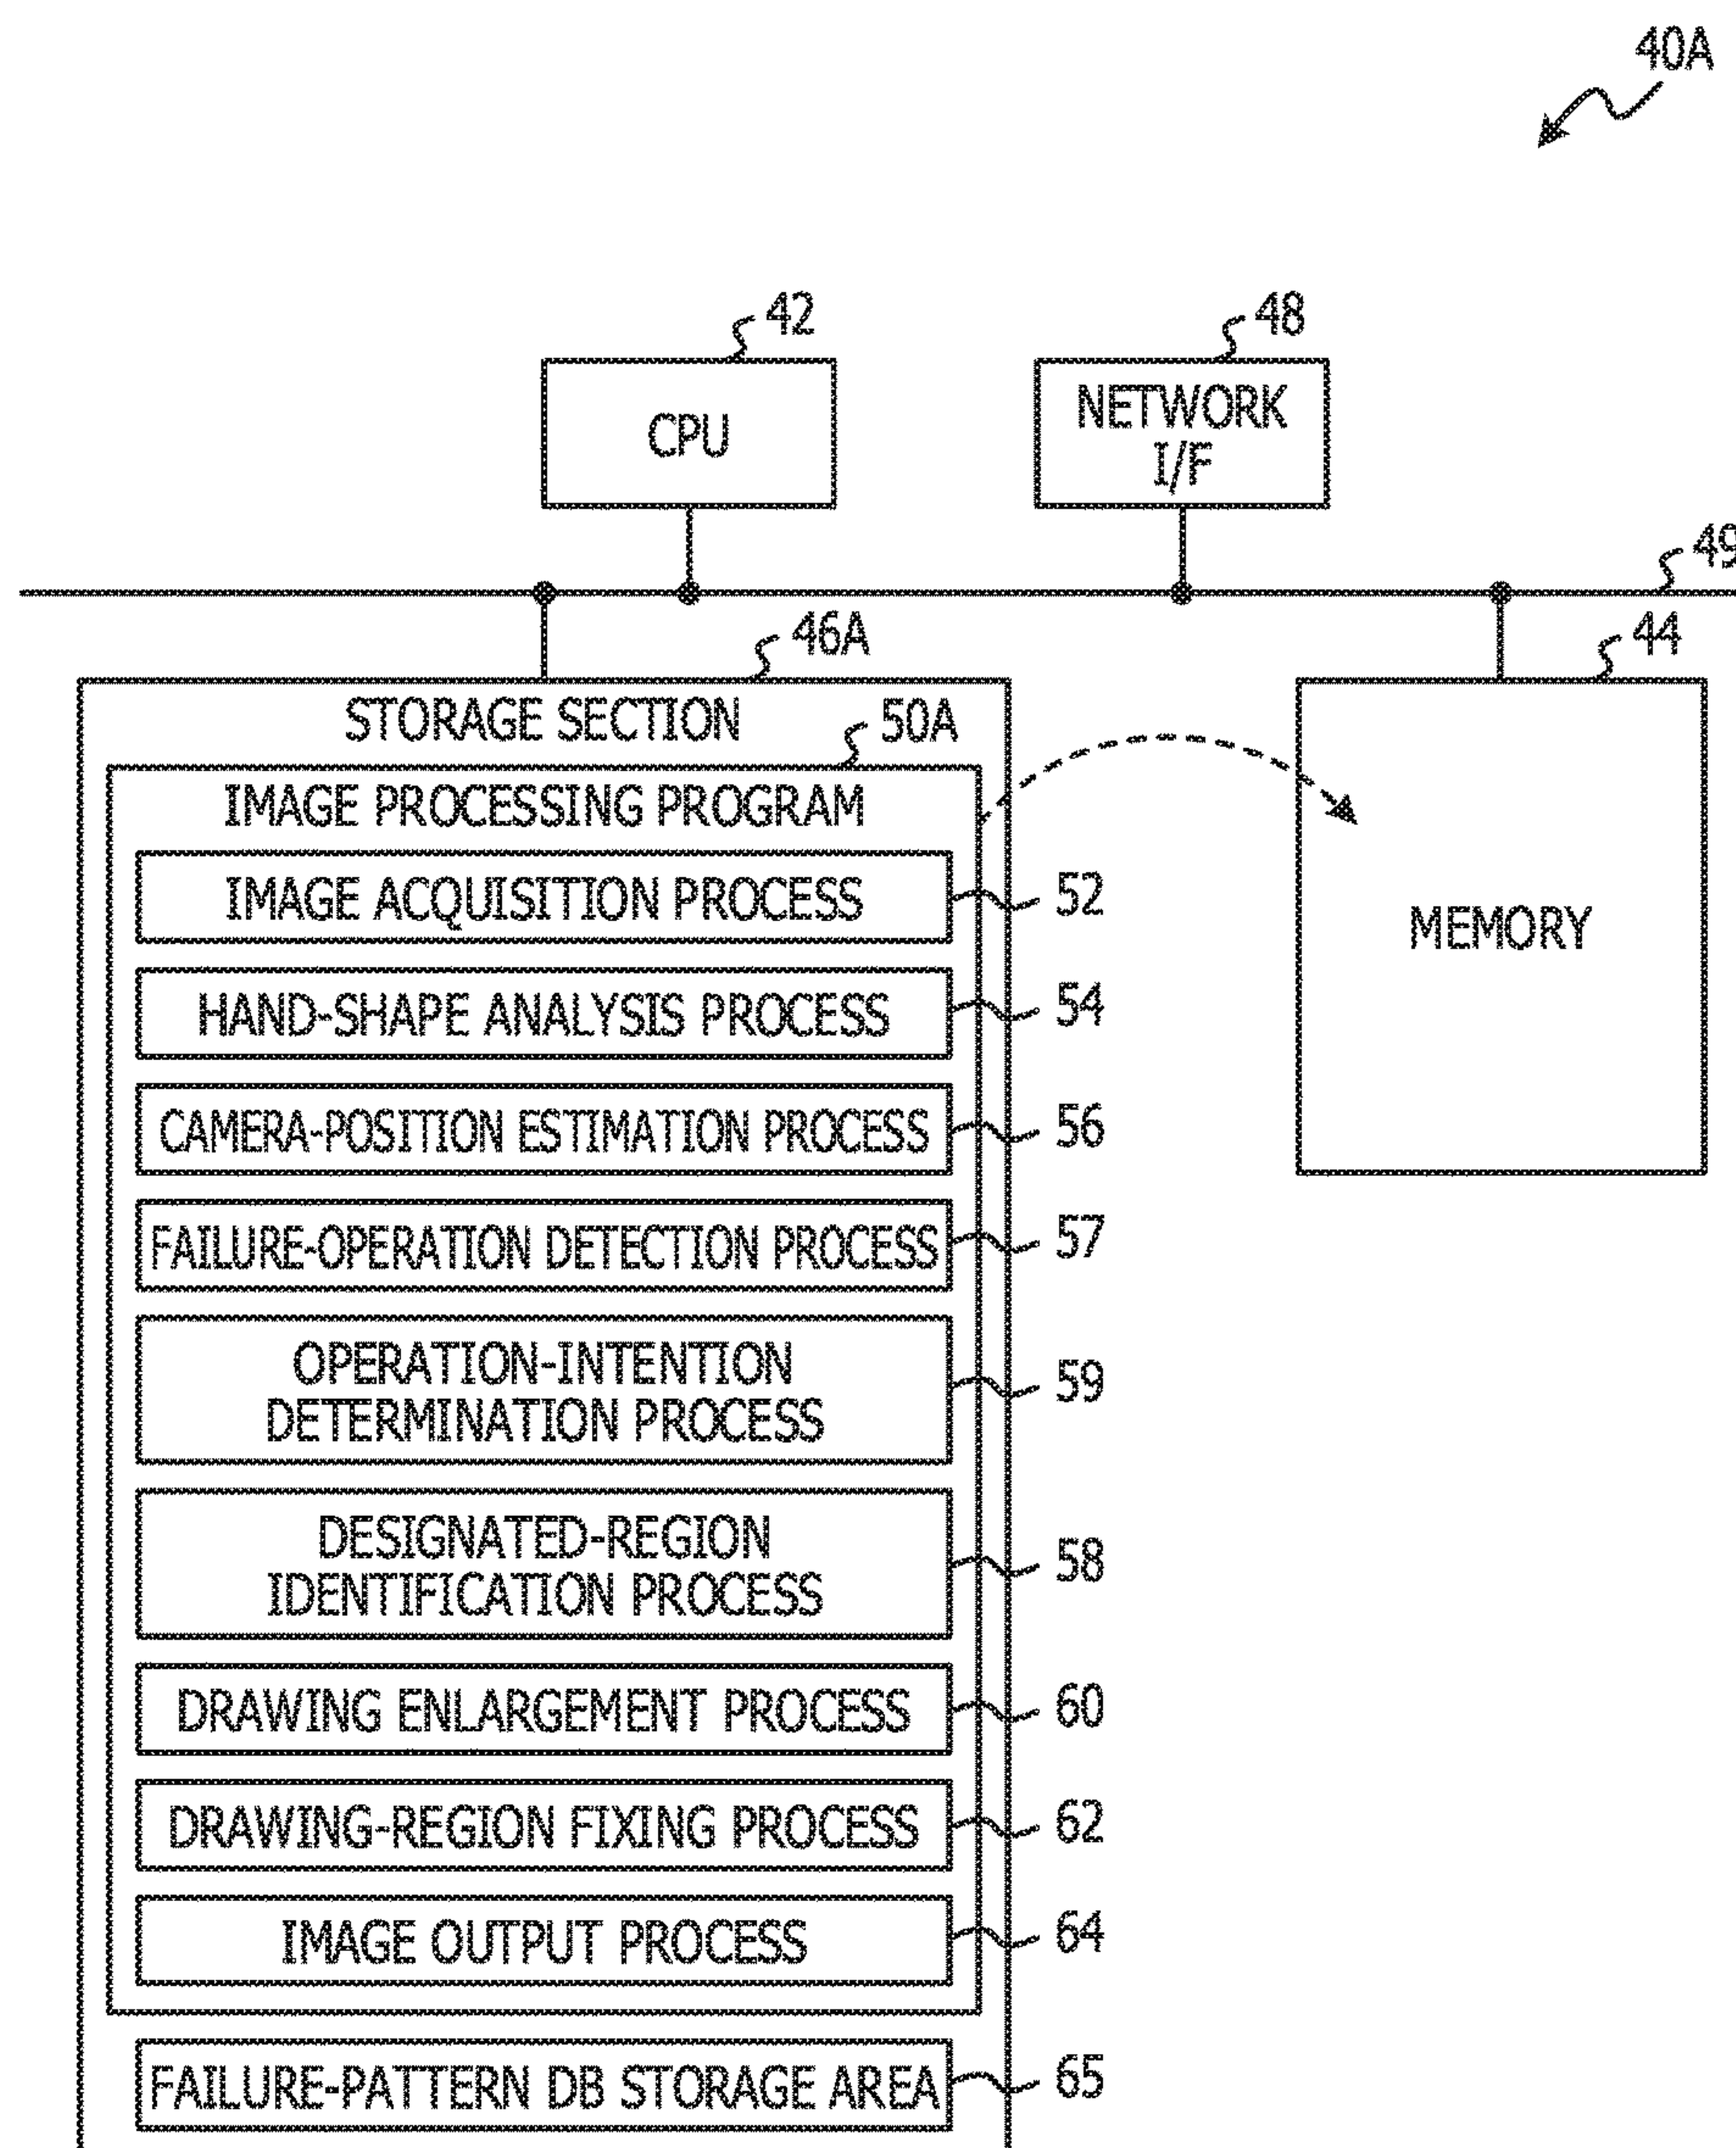 40A
42
CPU
48
NETWORK
I/F
49
46A
STORAGE SECTION
50A
IMAGE PROCESSING PROGRAM
IMAGE ACQUISITION PROCESS
52
HAND-SHAPE ANALYSIS PROCESS
54
CAMERA-POSITION ESTIMATION PROCESS
56
FAILURE-OPERATION DETECTION PROCESS
57
OPERATION-INTENTION
DETERMINATION PROCESS
59
DESIGNATED-REGION
IDENTIFICATION PROCESS
58
DRAWING ENLARGEMENT PROCESS
60
DRAWING-REGION FIXING PROCESS
62
IMAGE OUTPUT PROCESS
64
FAILURE-PATTERN DB STORAGE AREA
65
44
MEMORY